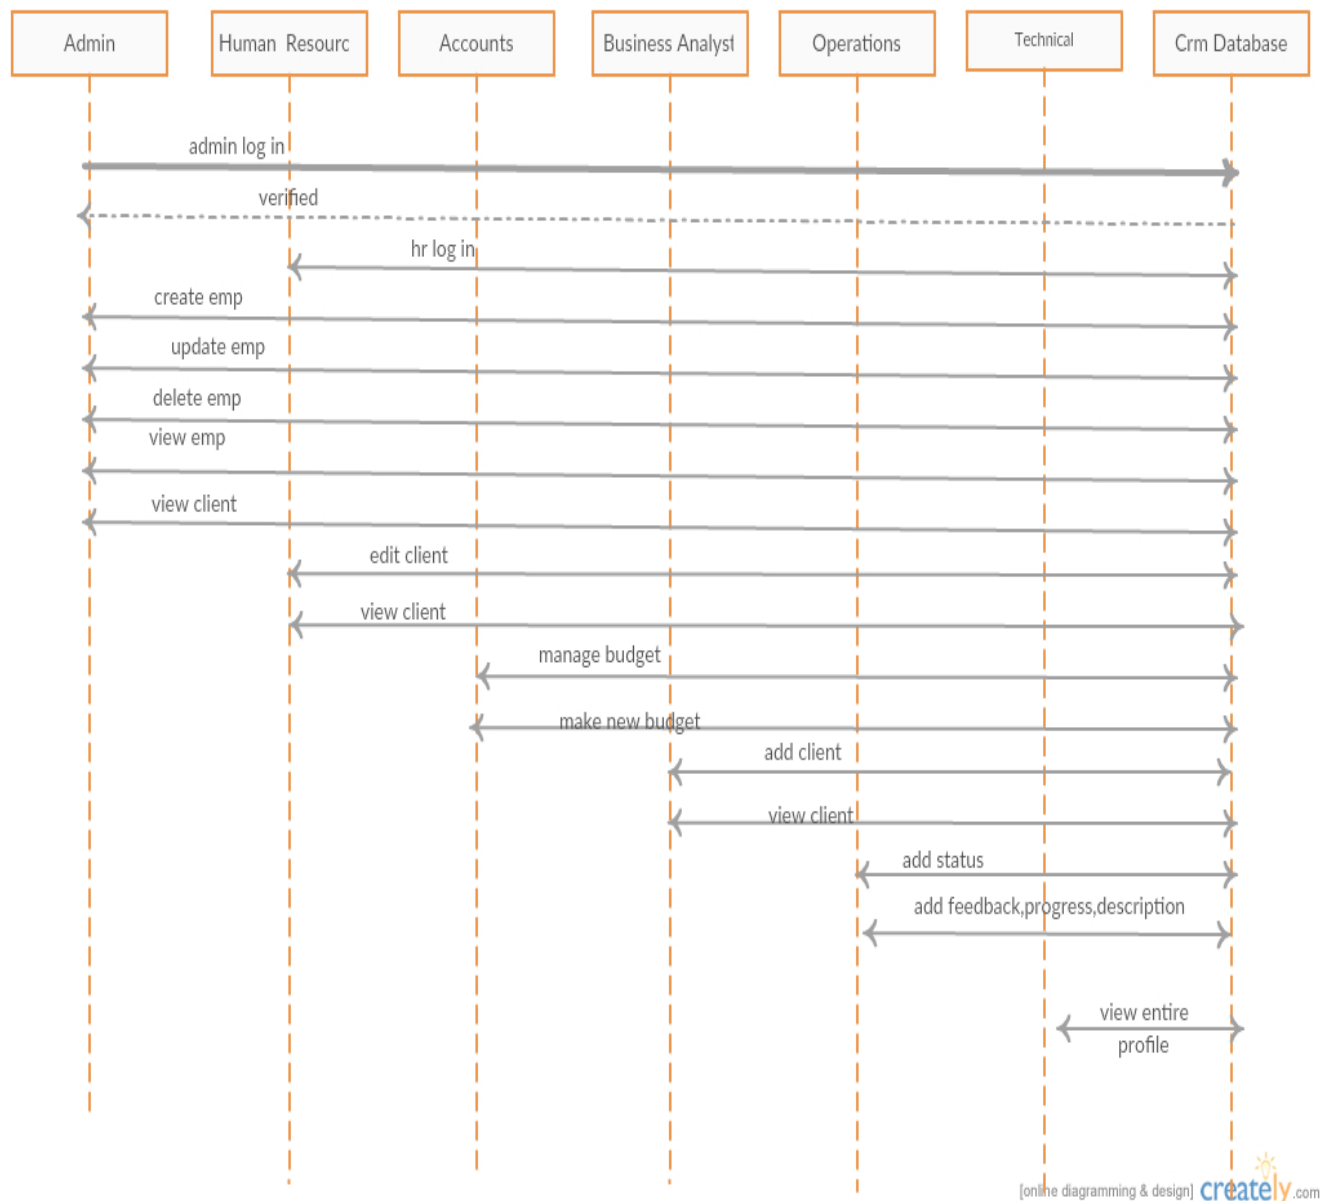 Admin
Human Resourc
Accounts
Business Analyst
Operations
Technical
Crm Database
admin log in
verified
hr log in
create emp
update emp
delete emp
view emp
view client
edit client
view client
manage budget
make new budget
add client
view client
add status
add feedback,progress,description
view entire
profile
[online diagramming & design] creately.com